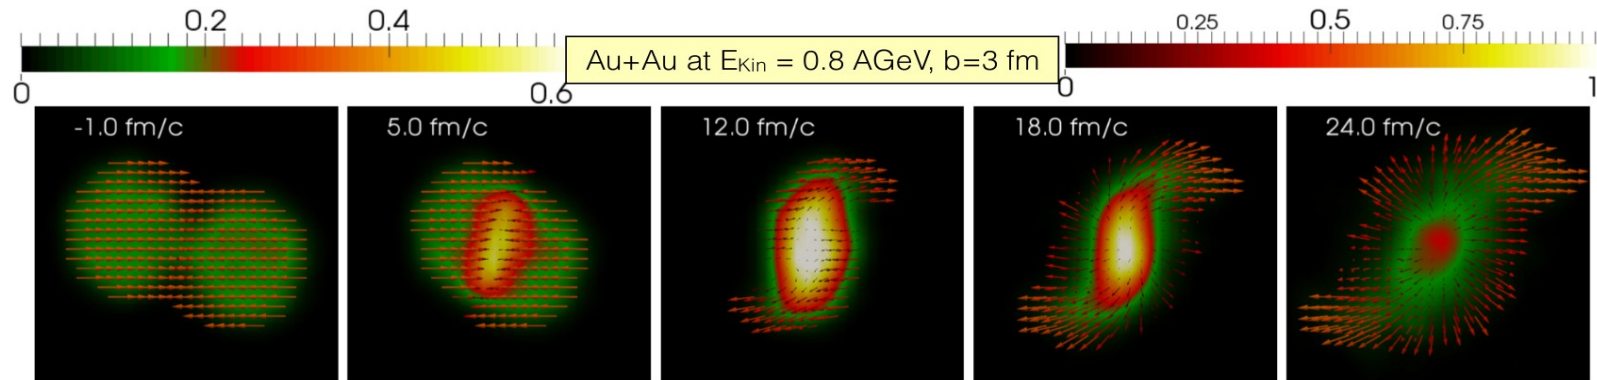 0.2 0.4
0 0.6
Au+Au at EKin = 0.8 AGeV, b=3 fm
0.25 0.5 0.75
0 1
-1.0 fm/c
5.0 fm/c
12.0 fm/c
18.0 fm/c
24.0 fm/c